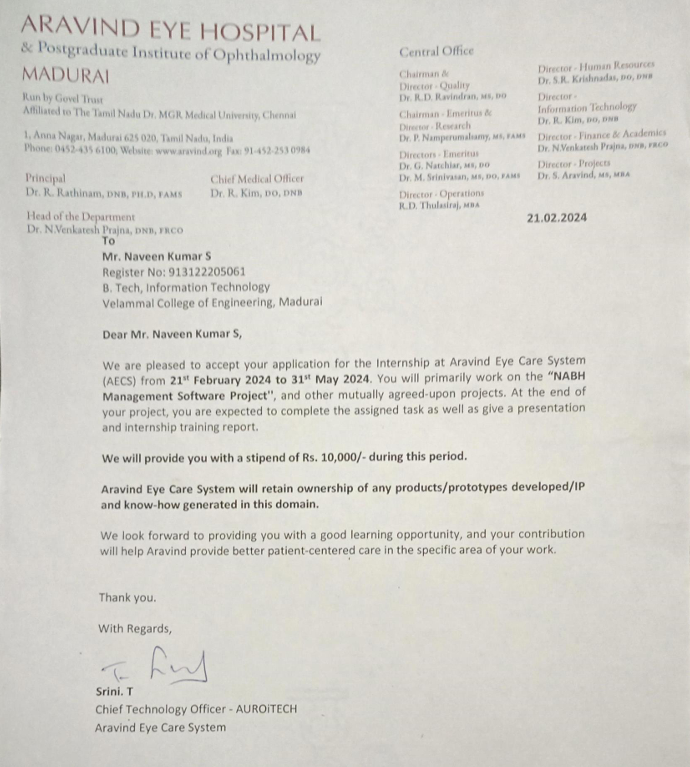 ARAVIND EYE HOSPITAL
& Postgraduate Institute of Ophthalmology
MADURAI
Run by Govel Trust
Affiliated to The Tamil Nadu Dr. MGR Medical University, Chennai
1, Anna Nagar, Madurai 625 020, Tamil Nadu, India
Phone: 0452-435 6100; Website: www.aravind.org Fax: 91-452-253 0984
Principal
Dr. R. Rathinam, DNB, PH.D, FAMS
Chief Medical Officer
Dr. R. Kim, DO, DNB
Head of the Department
Dr. N.Venkatesh Prajna, DNB, FRCO
Central Office
Chairman &
Director - Quality
Dr. R.D. Ravindran, MS, DO
Chairman - Emeritus &
Director - Research
Dr. P. Namperumalsamy, MS, FAMS
Directors - Emeritus
Dr. G. Natchiar, MS, DO
Dr. M. Srinivasan, MS, DO, FAMS
Director - Operations
R.D. Thulasiraj, MBA
Director - Human Resources
Dr. S.R. Krishnadas, DO, DNB
Director -
Information Technology
Dr. R. Kim, DO, DNB
Director - Finance & Academics
Dr. N.Venkatesh Prajna, DNB, FRCO
Director - Projects
Dr. S. Aravind, MS, MBA
21.02.2024
To
Mr. Naveen Kumar S
Register No: 913122205061
B. Tech, Information Technology
Velammal College of Engineering, Madurai
Dear Mr. Naveen Kumar S,
We are pleased to accept your application for the Internship at Aravind Eye Care System
(AECS) from 21st February 2024 to 31st May 2024. You will primarily work on the "NABH
Management Software Project", and other mutually agreed-upon projects. At the end of
your project, you are expected to complete the assigned task as well as give a presentation
and internship training report.
We will provide you with a stipend of Rs. 10,000/- during this period.
Aravind Eye Care System will retain ownership of any products/prototypes developed/IP
and know-how generated in this domain.
We look forward to providing you with a good learning opportunity, and your contribution
will help Aravind provide better patient-centered care in the specific area of your work.
Thank you.
With Regards,
Srini. T
Chief Technology Officer - AUROiTECH
Aravind Eye Care System